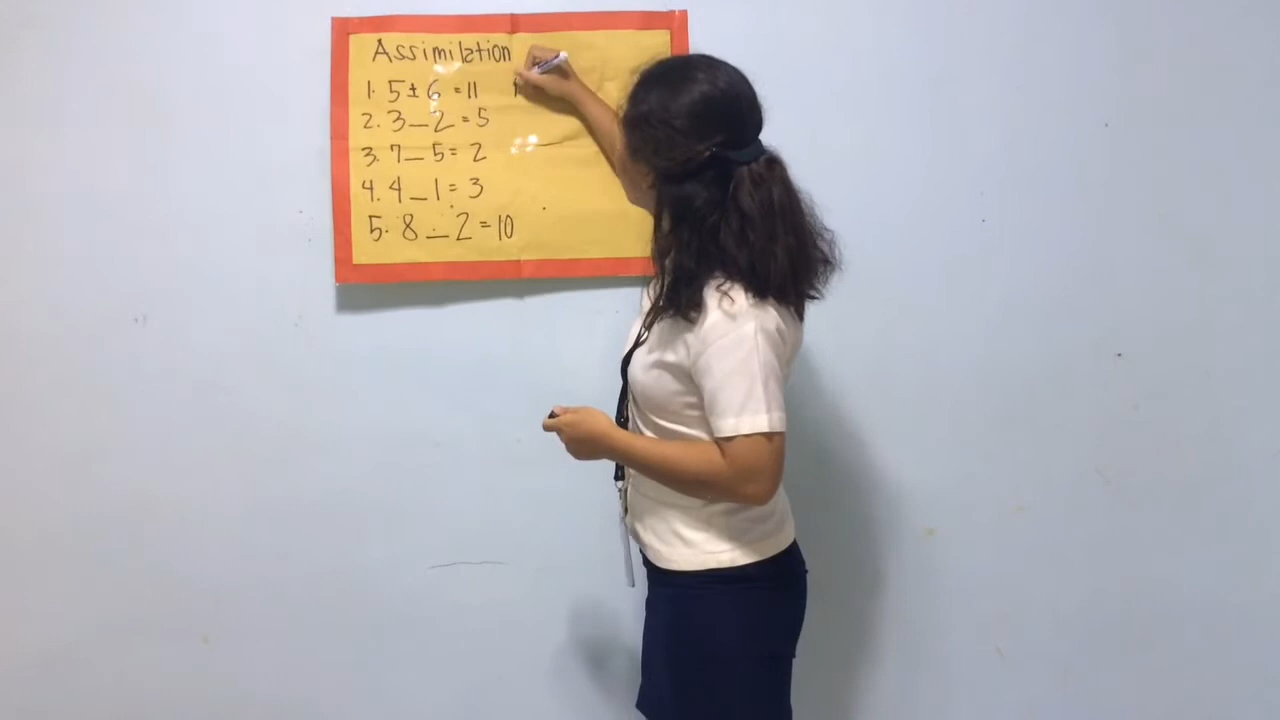 Assimilation
1. 5 + 6 = 11
2. 3 _ 2 = 5
3. 7 _ 5 = 2
4. 4 _ 1 = 3
5. 8 _ 2 = 10